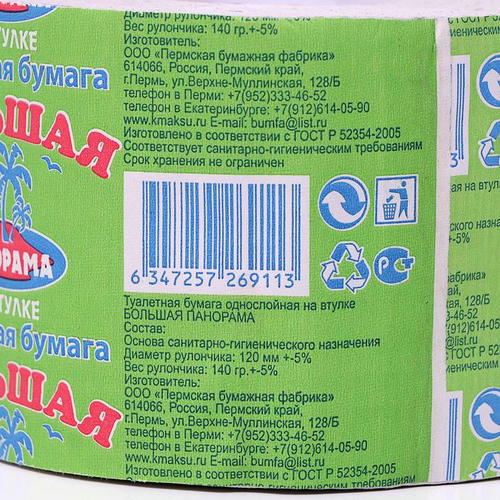 Диаметр рулончика: 120 мм +-5%
Вес рулончика: 140 гр.+-5%
Изготовитель:
ООО «Пермская бумажная фабрика»
614066, Россия, Пермский край,
г.Пермь, ул.Верхне-Муллинская, 128/Б
телефон в Перми: +7(952)333-46-52
телефон в Екатеринбурге: +7(912)614-05-90
www.kmaksu.ru E-mail: bumfa@list.ru
Изготовлено в соответствии с ГОСТ Р 52354-2005
Соответствует санитарно-гигиеническим требованиям
Срок хранения не ограничен
ВТУЛКЕ
ая бумага
ЬШАЯ
ОРАМА
ВТУЛКЕ
ая бумага
ЬШАЯ
6 347257 269113
РСТ
Туалетная бумага однослойная на втулке
БОЛЬШАЯ ПАНОРАМА
Состав:
Основа санитарно-гигиенического назначения
Диаметр рулончика: 120 мм +-5%
Вес рулончика: 140 гр.+-5%
Изготовитель:
ООО «Пермская бумажная фабрика»
614066, Россия, Пермский край,
г.Пермь, ул.Верхне-Муллинская, 128/Б
телефон в Перми: +7(952)333-46-52
телефон в Екатеринбурге: +7(912)614-05-90
www.kmaksu.ru E-mail: bumfa@list.ru
Изготовлено в соответствии с ГОСТ Р 52354-2005